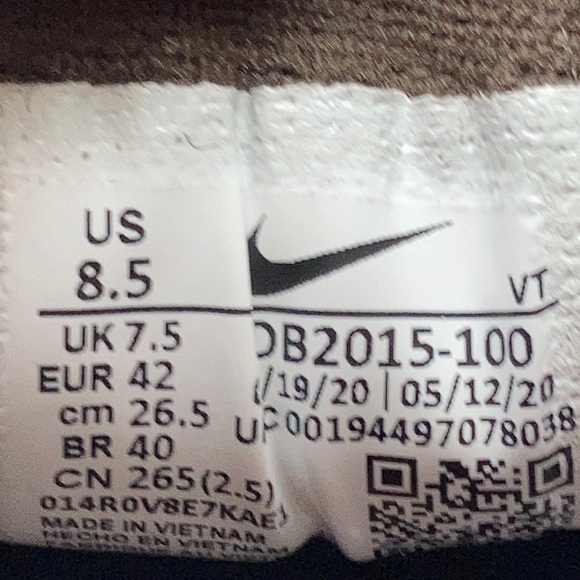 US
8.5
VT
UK 7.5
EUR 42
cm 26.5
BR 40
CN 265(2.5)
014R0V8E7KAE)
MADE IN VIETNAM
HECHO EN VIETNAM
DB2015-100
/19/20 | 05/12/20
UP 00194497078038